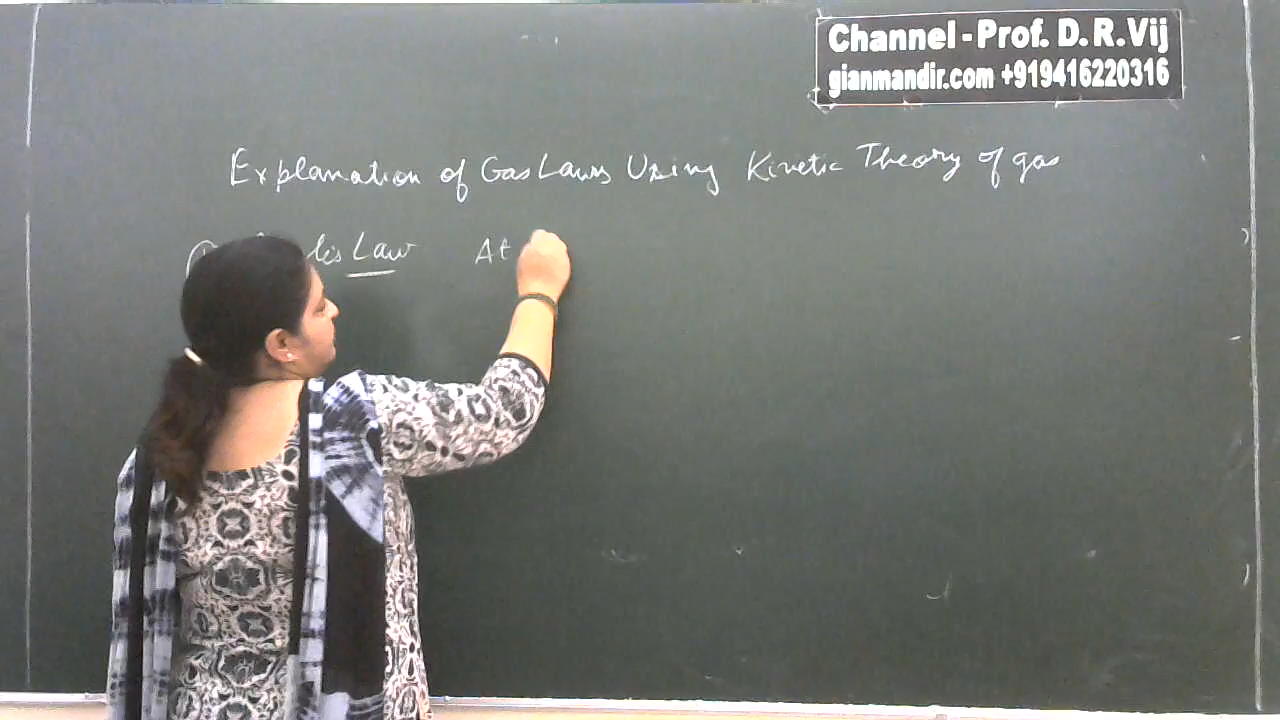 Channel - Prof. D.R.Vij
gianmandir.com +919416220316
Explanation of Gas Laws Using Kinetic Theory of gas
Law At